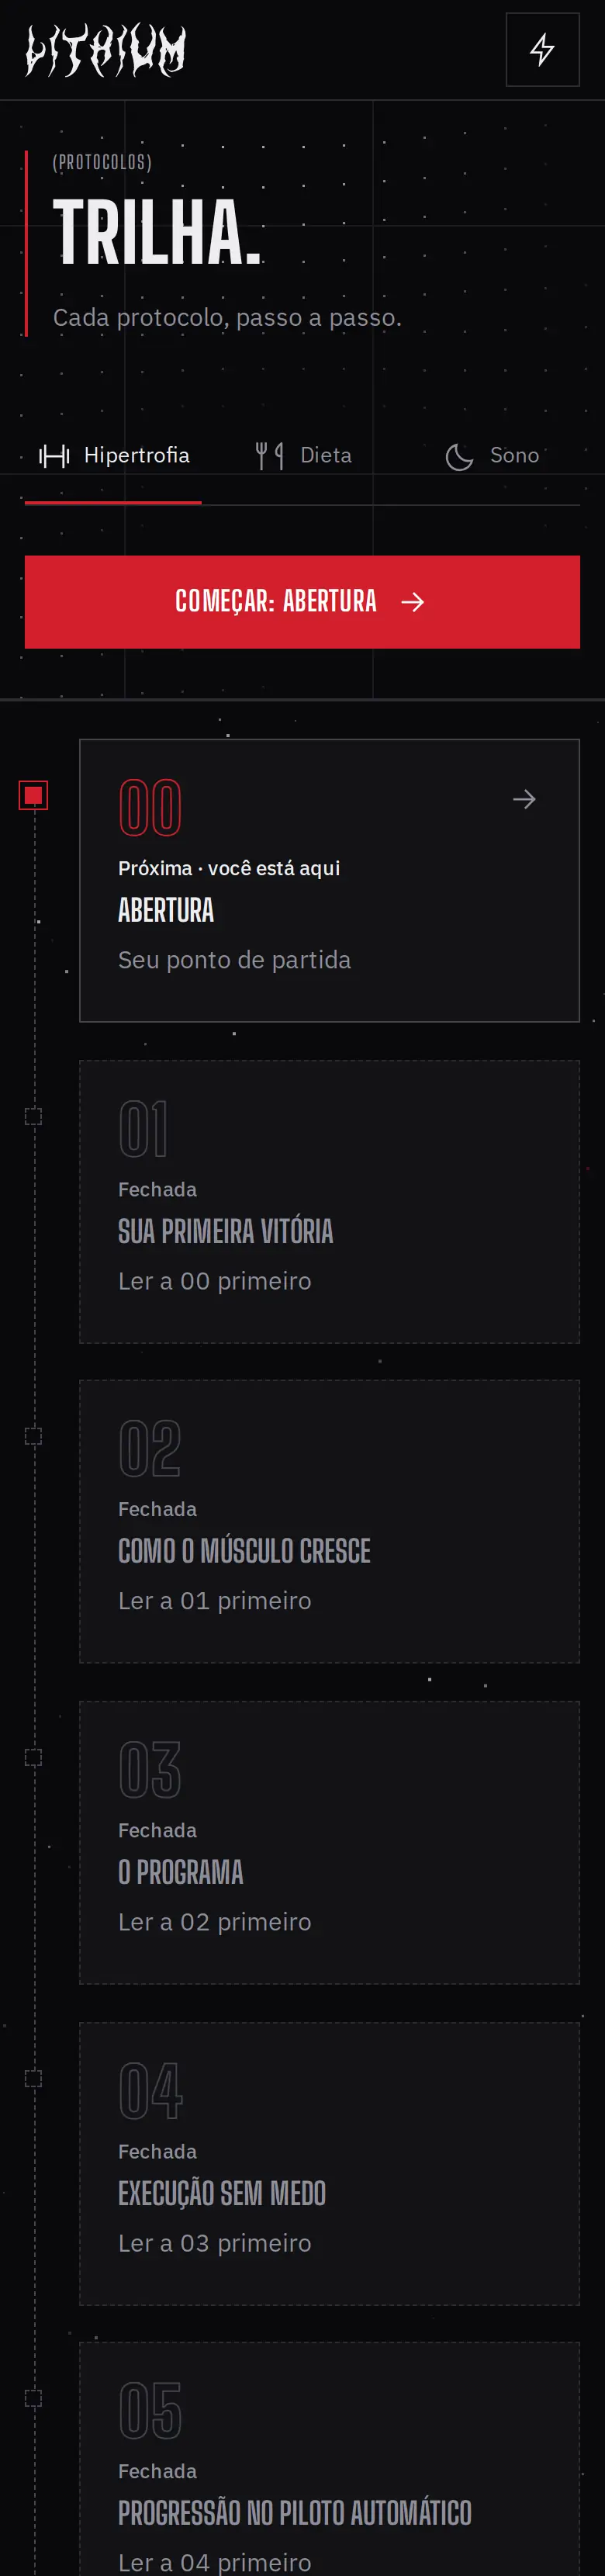 LITHIUM
(PROTOCOLOS)
TRILHA.
Cada protocolo, passo a passo.
Hipertrofia
Dieta
Sono
COMEÇAR: ABERTURA
00
Próxima · você está aqui
ABERTURA
Seu ponto de partida
01
Fechada
SUA PRIMEIRA VITÓRIA
Ler a 00 primeiro
02
Fechada
COMO O MÚSCULO CRESCE
Ler a 01 primeiro
03
Fechada
O PROGRAMA
Ler a 02 primeiro
04
Fechada
EXECUÇÃO SEM MEDO
Ler a 03 primeiro
05
Fechada
PROGRESSÃO NO PILOTO AUTOMÁTICO
Ler a 04 primeiro